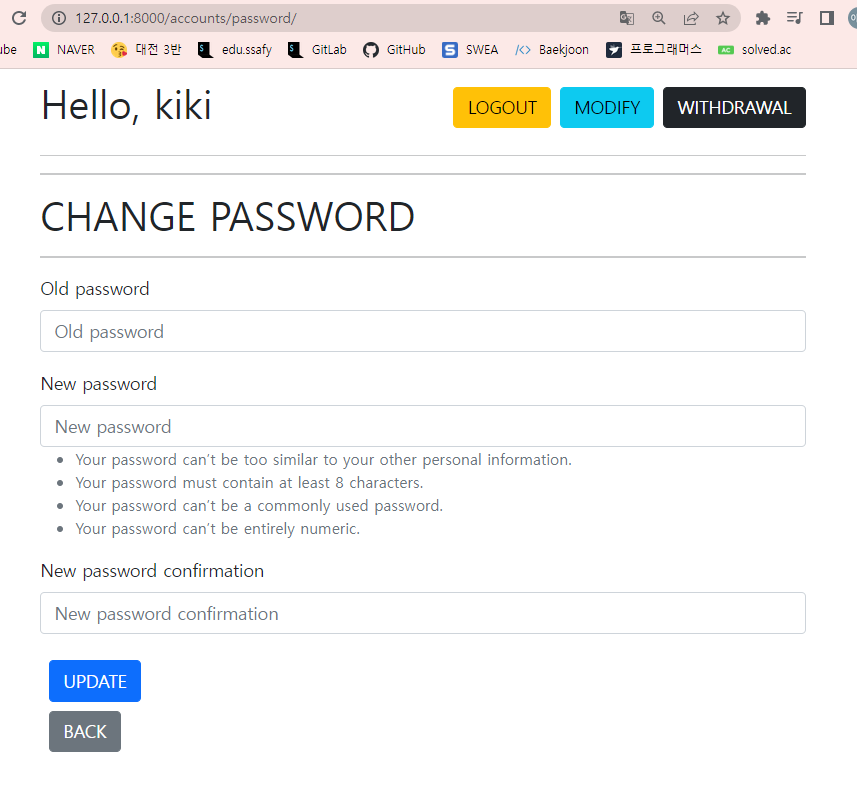 127.0.0.1:8000/accounts/password/
ube NAVER 대전 3반 edu.ssafy GitLab GitHub SWEA Baekjoon 프로그래머스 solved.ac
Hello, kiki LOGOUT MODIFY WITHDRAWAL
CHANGE PASSWORD
Old password
Old password
New password
New password
Your password can't be too similar to your other personal information.
Your password must contain at least 8 characters.
Your password can't be a commonly used password.
Your password can't be entirely numeric.
New password confirmation
New password confirmation
UPDATE
BACK